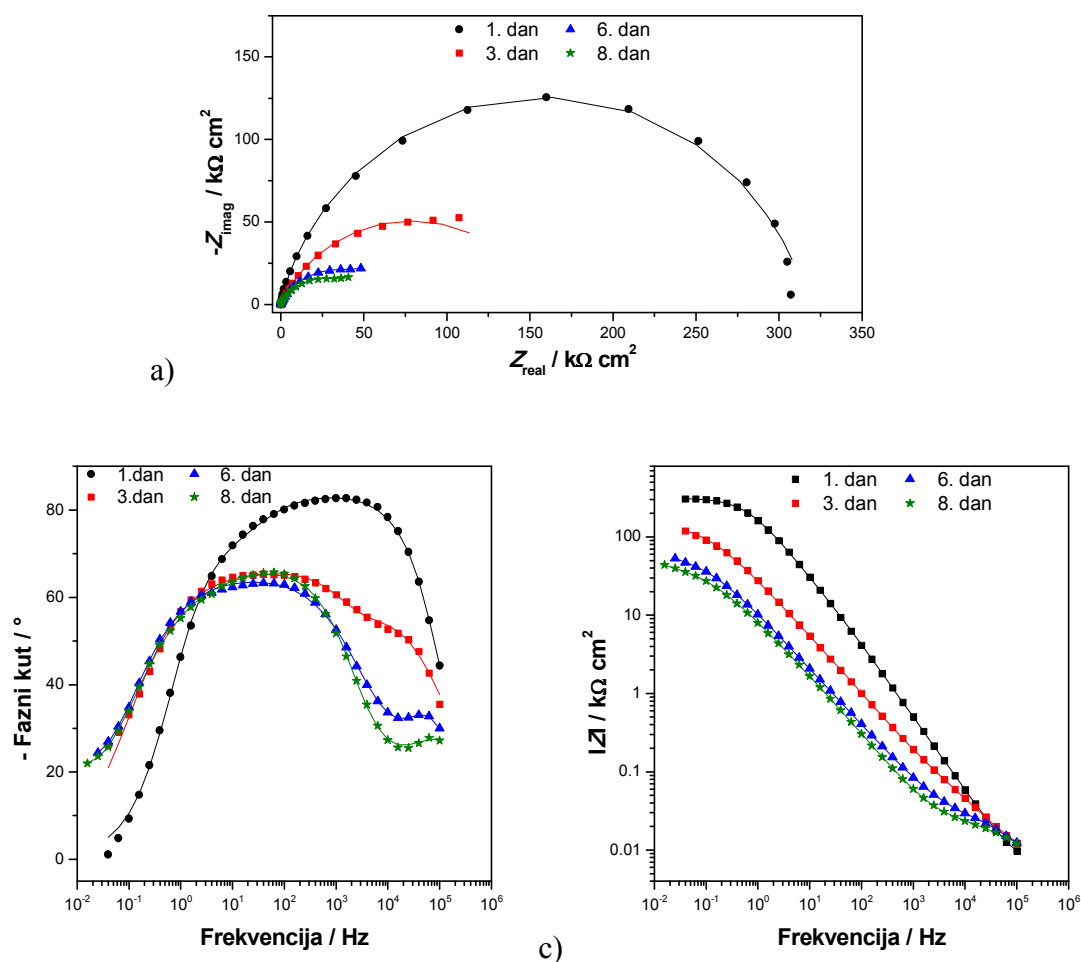 1. dan 6. dan
3. dan 8. dan
150
100
50
0
-Zimag / kΩ cm²
0 50 100 150 200 250 300 350
Zreal / kΩ cm²
a)
1.dan 6. dan
3.dan 8. dan
80
60
40
20
0
- Fazni kut / °
10⁻² 10⁻¹ 10⁰ 10¹ 10² 10³ 10⁴ 10⁵ 10⁶
Frekvencija / Hz
c)
1. dan 6. dan
3. dan 8. dan
100
10
1
0.1
0.01
IZI / kΩ cm²
10⁻² 10⁻¹ 10⁰ 10¹ 10² 10³ 10⁴ 10⁵ 10⁶
Frekvencija / Hz